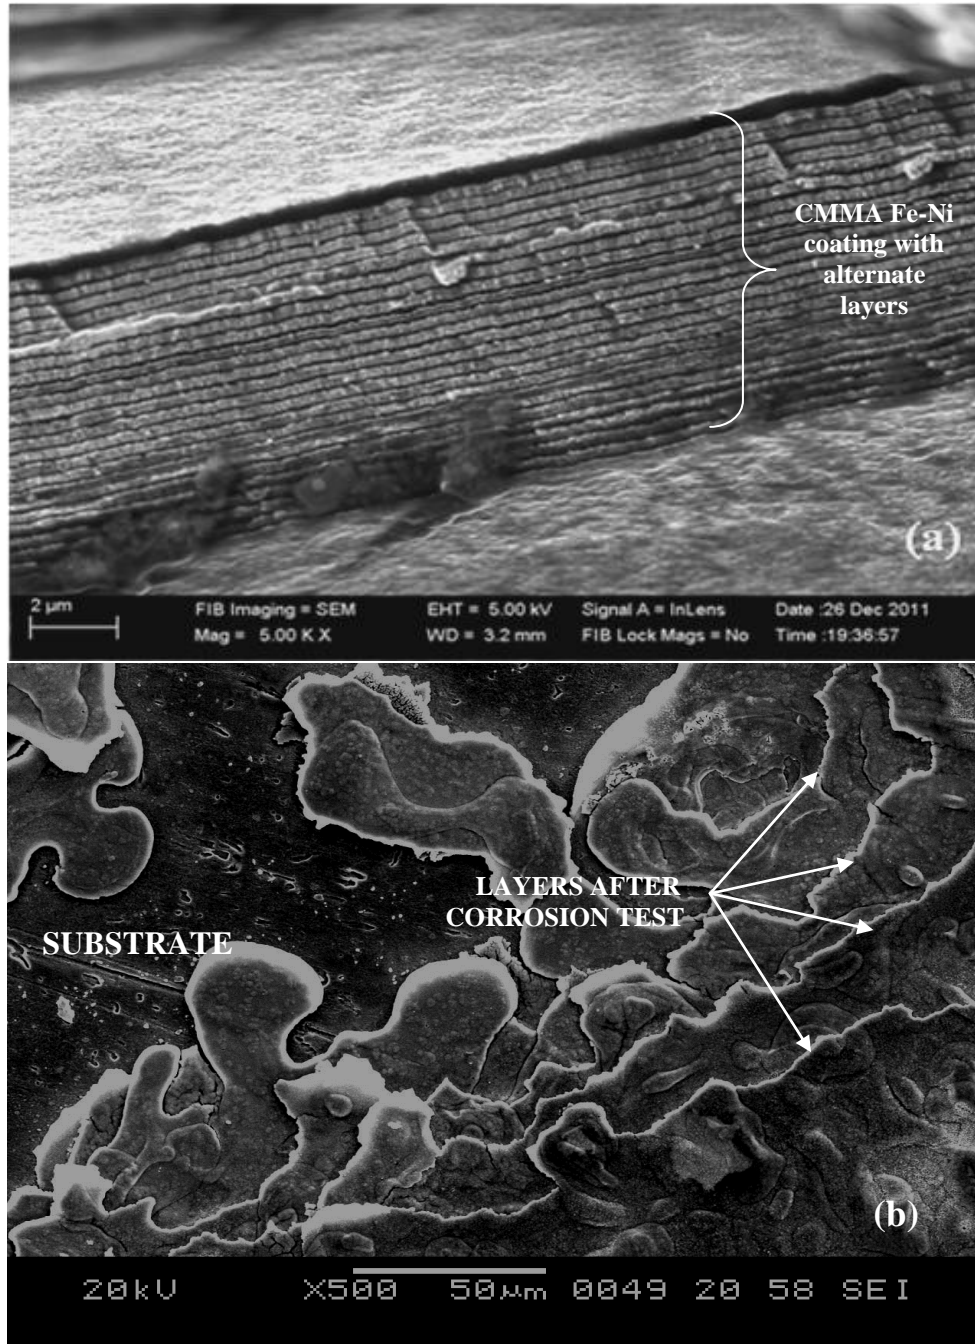 CMMA Fe-Ni
coating with
alternate
layers
(a)
2 µm
FIB Imaging = SEM
EHT = 5.00 kV
Signal A = InLens
Date :26 Dec 2011
Mag = 5.00 K X
WD = 3.2 mm
FIB Lock Mags = No
Time :19:36:57
LAYERS AFTER
CORROSION TEST
SUBSTRATE
(b)
20kV X500 50µm 0049 20 58 SEI